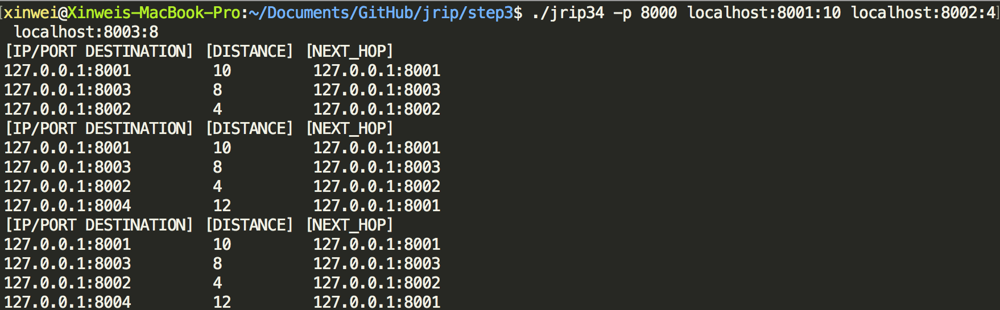 [xinwei@Xinweis-MacBook-Pro:~/Documents/GitHub/jrip/step3$ ./jrip34 -p 8000 localhost:8001:10 localhost:8002:4]
localhost:8003:8
[IP/PORT DESTINATION] [DISTANCE] [NEXT_HOP]
127.0.0.1:8001 10 127.0.0.1:8001
127.0.0.1:8003 8 127.0.0.1:8003
127.0.0.1:8002 4 127.0.0.1:8002
[IP/PORT DESTINATION] [DISTANCE] [NEXT_HOP]
127.0.0.1:8001 10 127.0.0.1:8001
127.0.0.1:8003 8 127.0.0.1:8003
127.0.0.1:8002 4 127.0.0.1:8002
127.0.0.1:8004 12 127.0.0.1:8001
[IP/PORT DESTINATION] [DISTANCE] [NEXT_HOP]
127.0.0.1:8001 10 127.0.0.1:8001
127.0.0.1:8003 8 127.0.0.1:8003
127.0.0.1:8002 4 127.0.0.1:8002
127.0.0.1:8004 12 127.0.0.1:8001